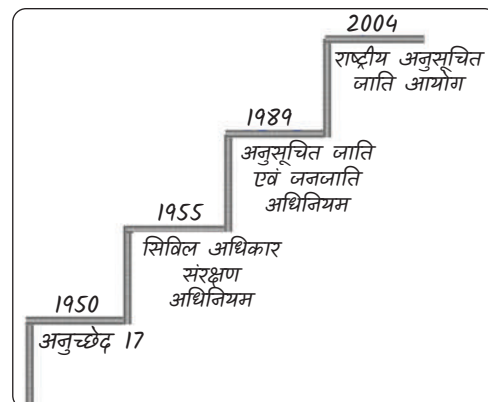 2004
राष्ट्रीय अनुसूचित
जाति आयोग
1989
अनुसूचित जाति
एवं जनजाति
अधिनियम
1955
सिविल अधिकार
संरक्षण
अधिनियम
1950
अनुच्छेद 17